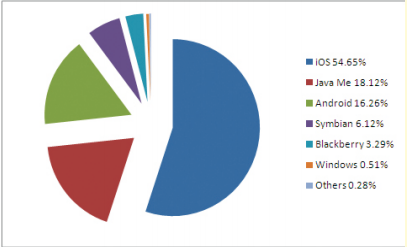 iOS 54.65%
Java Me 18.12%
Android 16.26%
Symbian 6.12%
Blackberry 3.29%
Windows 0.51%
Others 0.28%